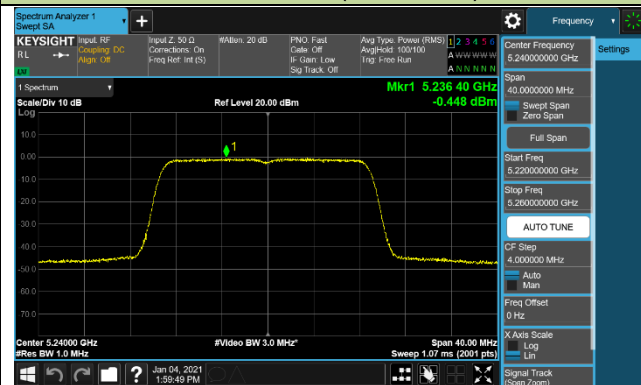 Spectrum Analyzer 1
Swept SA
Frequency
KEYSIGHT
RL
Input: RF
Coupling: DC
Align: Off
Input Z: 50 Ω
Corrections: On
Freq Ref: Int (S)
#Atten: 20 dB
PNO: Fast
Gate: Off
IF Gain: Low
Sig Track: Off
Avg Type: Power (RMS)
Avg|Hold: 100/100
Trig: Free Run
1 2 3 4 5 6
A W W W W W
A N N N N N
LNI
1 Spectrum
Scale/Div 10 dB
Log
Ref Level 20.00 dBm
Mkr1 5.236 40 GHz
-0.448 dBm
1
10.0
0.00
-10.0
-20.0
-30.0
-40.0
-50.0
-60.0
-70.0
Center 5.24000 GHz
#Res BW 1.0 MHz
#Video BW 3.0 MHz*
Span 40.00 MHz
Sweep 1.07 ms (2001 pts)
Jan 04, 2021
1:59:49 PM
?
Center Frequency
5.240000000 GHz
Settings
Span
40.0000000 MHz
Swept Span
Zero Span
Full Span
Start Freq
5.220000000 GHz
Stop Freq
5.260000000 GHz
AUTO TUNE
CF Step
4.000000 MHz
Auto
Man
Freq Offset
0 Hz
X Axis Scale
Log
Lin
Signal Track
(Span Zoom)